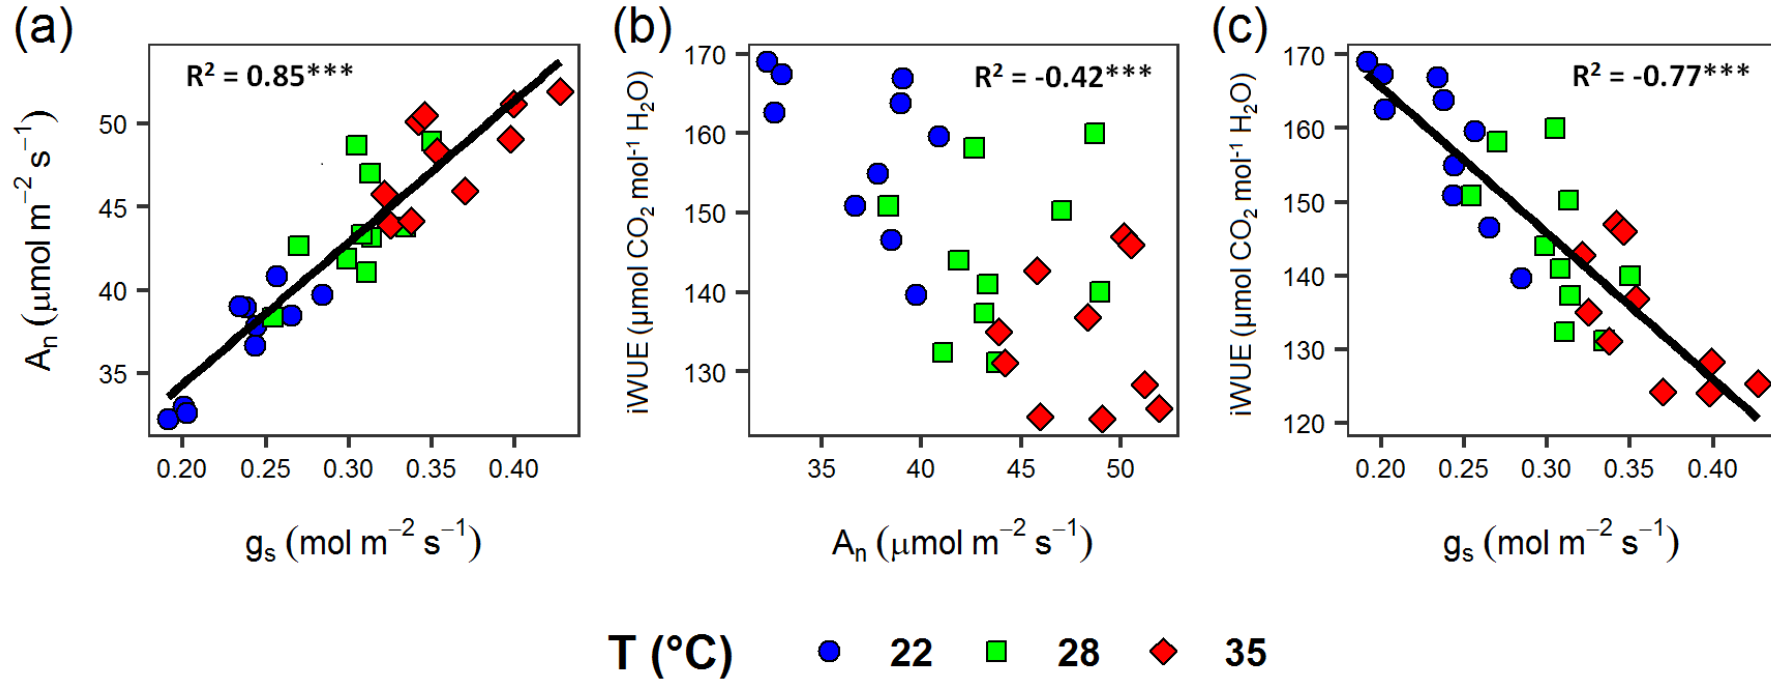 (a)
R² = 0.85***
Aₙ (μmol m⁻² s⁻¹)
50
45
40
35
0.20 0.25 0.30 0.35 0.40
gₛ (mol m⁻² s⁻¹)
(b)
R² = -0.42***
iWUE (µmol CO₂ mol⁻¹ H₂O)
170
160
150
140
130
35 40 45 50
Aₙ (μmol m⁻² s⁻¹)
(c)
R² = -0.77***
iWUE (µmol CO₂ mol⁻¹ H₂O)
170
160
150
140
130
120
0.20 0.25 0.30 0.35 0.40
gₛ (mol m⁻² s⁻¹)
T (°C) 22 28 35